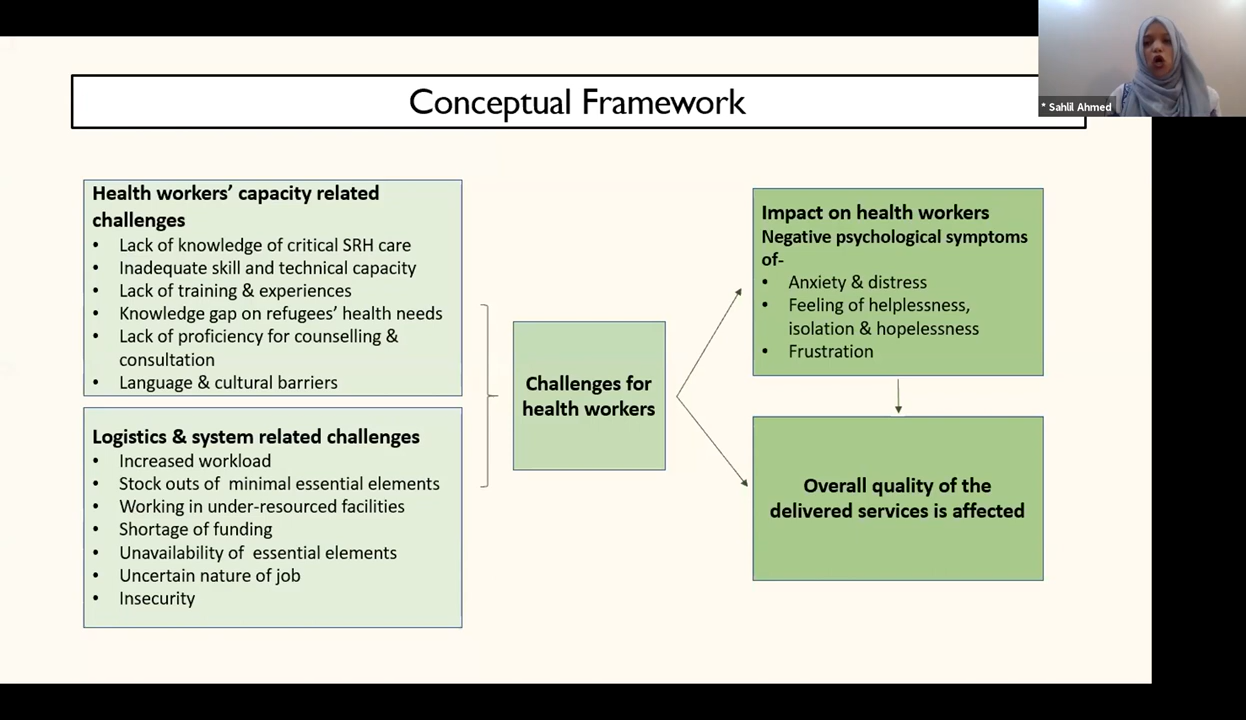 Conceptual Framework
* Sahlil Ahmed
Health workers' capacity related
challenges
• Lack of knowledge of critical SRH care
• Inadequate skill and technical capacity
• Lack of training & experiences
• Knowledge gap on refugees' health needs
• Lack of proficiency for counselling &
consultation
• Language & cultural barriers
Logistics & system related challenges
• Increased workload
• Stock outs of  minimal essential elements
• Working in under-resourced facilities
• Shortage of funding
• Unavailability of  essential elements
• Uncertain nature of job
• Insecurity
Challenges for
health workers
Impact on health workers
Negative psychological symptoms
of-
• Anxiety & distress
• Feeling of helplessness,
isolation & hopelessness
• Frustration
Overall quality of the
delivered services is affected